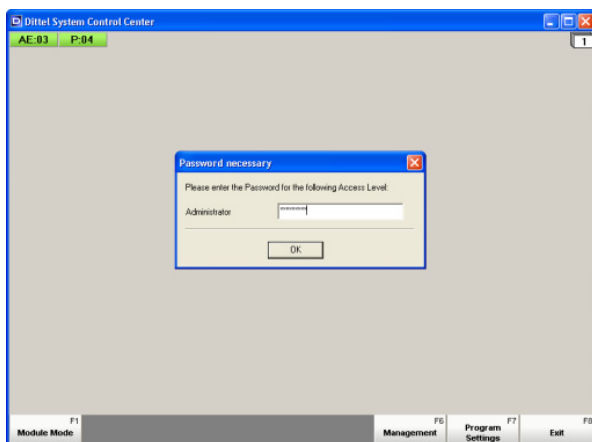 Dittel System Control Center
AE:03 P:04
1
Password necessary
Please enter the Password for the following Access Level:
Administrator ********
OK
F1 F6 F7 F8
Module Mode Management Program Settings Exit